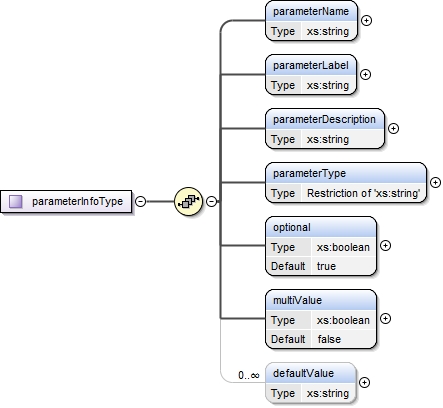 parameterName
Type xs:string
parameterLabel
Type xs:string
parameterDescription
Type xs:string
parameterType
Type Restriction of 'xs:string'
parameterInfoType
optional
Type xs:boolean
Default true
multiValue
Type xs:boolean
Default false
0..∞
defaultValue
Type xs:string